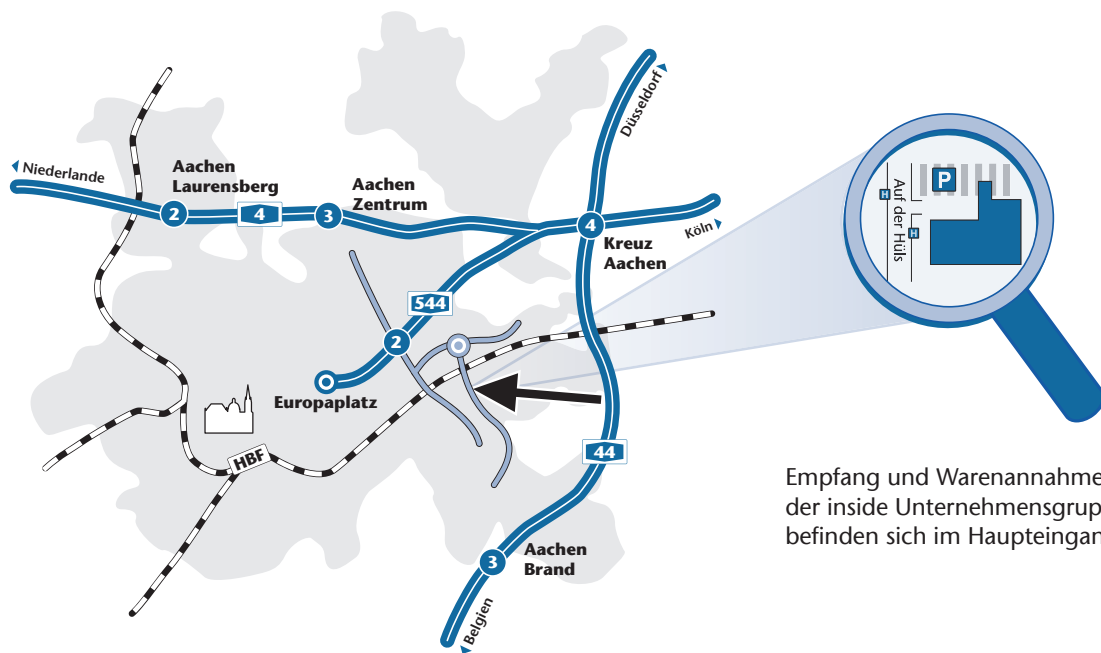 Düsseldorf
Niederlande
Aachen
Laurensberg
Aachen
Zentrum
2
4
3
4
Köln
Kreuz
Aachen
544
2
Europaplatz
HBF
44
3
Aachen
Brand
Belgien
P
H
Auf der Hüls
H
Empfang und Warenannahme
der inside Unternehmensgrup
befinden sich im Haupteingan